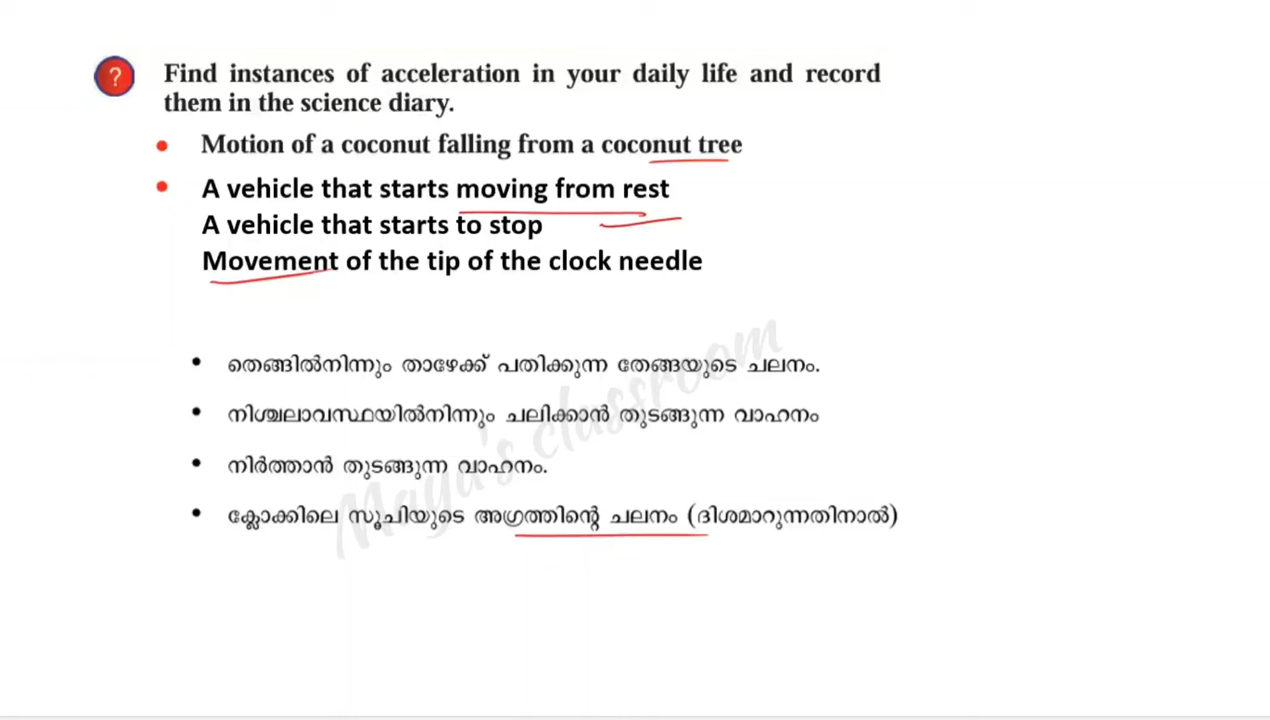 ?
Find instances of acceleration in your daily life and record
them in the science diary.
• Motion of a coconut falling from a coconut tree
• A vehicle that starts moving from rest
A vehicle that starts to stop
Movement of the tip of the clock needle
• തെങ്ങിൽനിന്നും താഴേക്ക് പതിക്കുന്ന തേങ്ങയുടെ ചലനം.
• നിശ്ചലാവസ്ഥയിൽനിന്നും ചലിക്കാൻ തുടങ്ങുന്ന വാഹനം
• നിർത്താൻ തുടങ്ങുന്ന വാഹനം.
• ക്ലോക്കിലെ സൂചിയുടെ അഗ്രത്തിന്റെ ചലനം (ദിശമാറുന്നതിനാൽ)
Maya's classroom